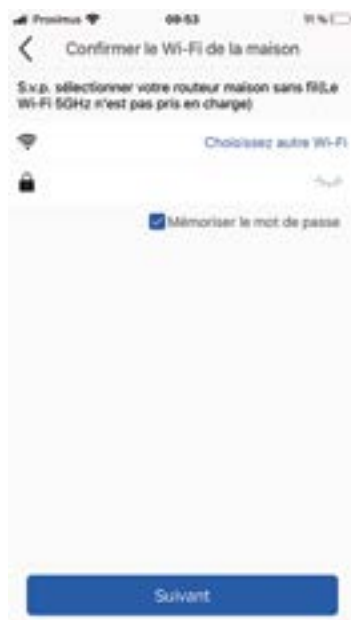 Proximus 09:53 91 %
Confirmer le Wi-Fi de la maison
S.v.p. sélectionner votre routeur maison sans fil(Le
Wi-Fi 5GHz n'est pas pris en charge)
Choisissez autre Wi-Fi
Mémoriser le mot de passe
Suivant